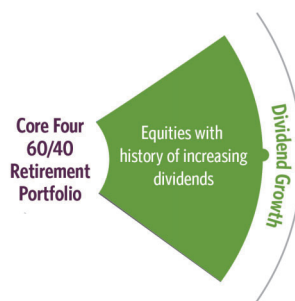 Core Four
60/40
Retirement
Portfolio
Equities with
history of increasing
dividends
Dividend Growth